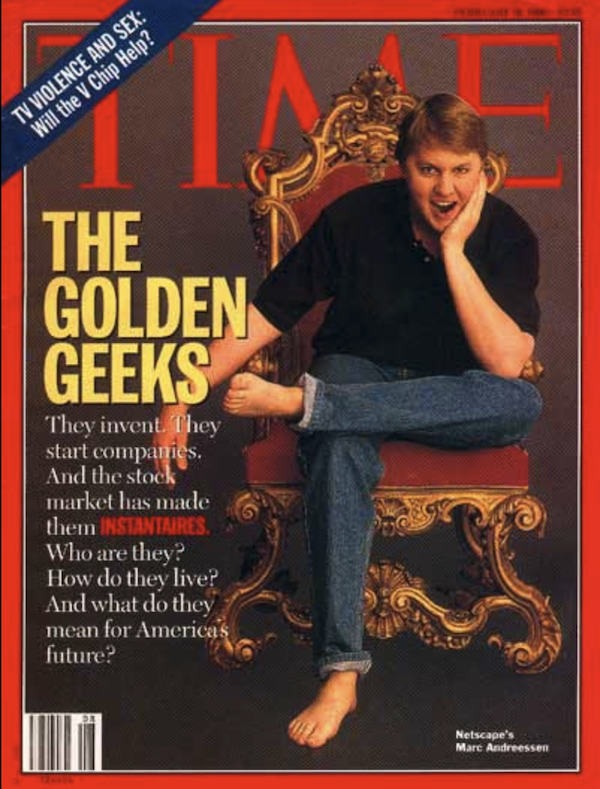 TV VIOLENCE AND SEX:
Will the V Chip Help?
TIME
THE
GOLDEN
GEEKS
They invent. They
start companies.
And the stock
market has made
them INSTANTAIRES.
Who are they?
How do they live?
And what do they
mean for America's
future?
08
Netscape's
Marc Andreessen